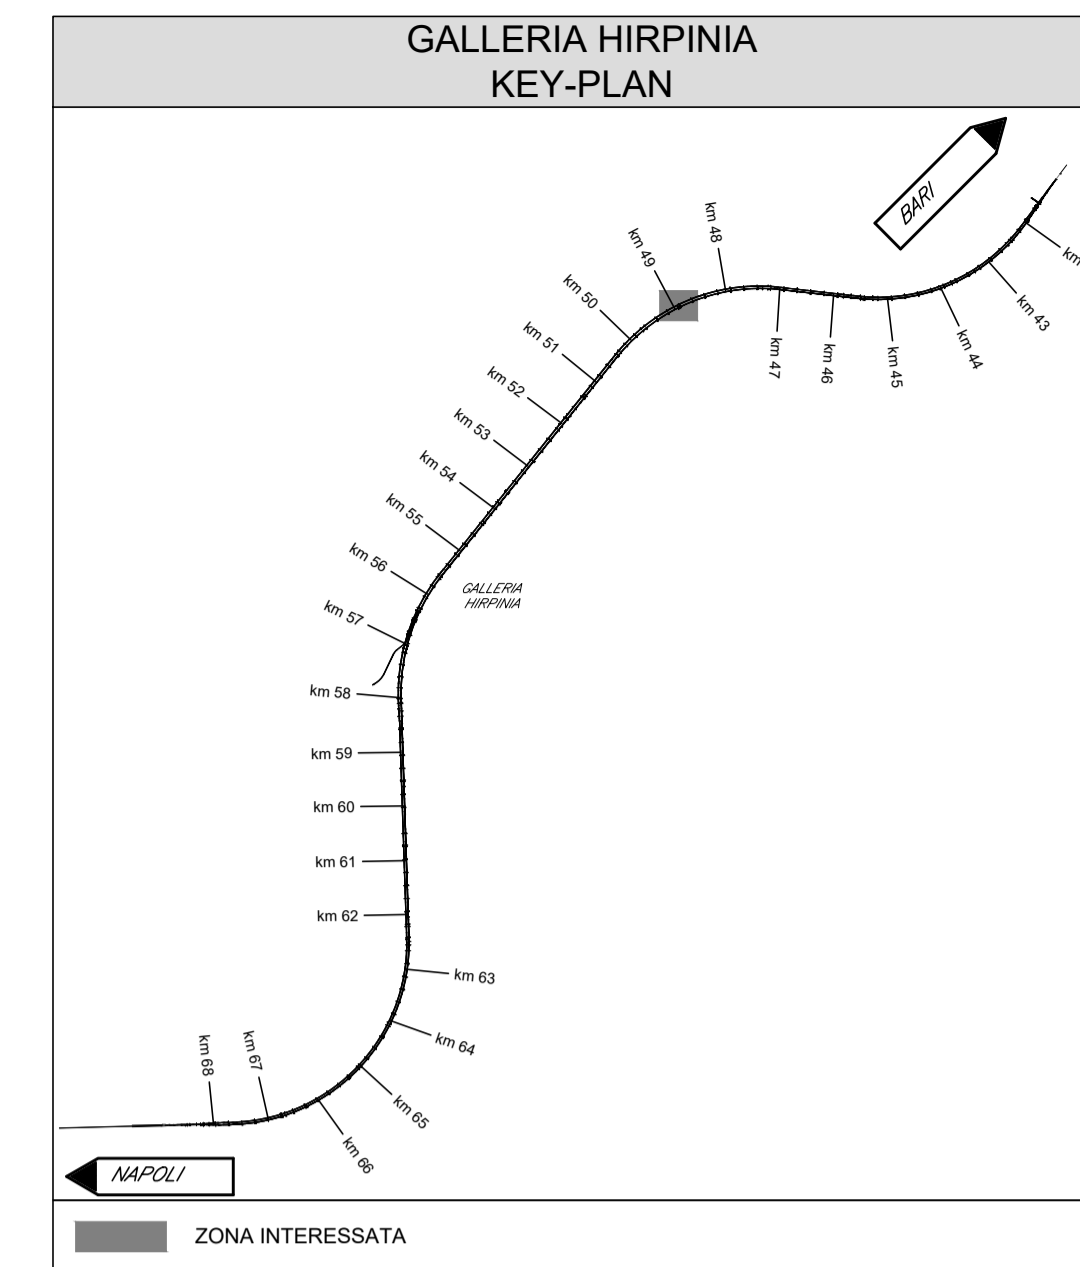 GALLERIA HIRPINIA
KEY-PLAN
BARI
km
km 43
km 44
km 45
km 46
km 47
km 48
km 49
km 50
km 51
km 52
km 53
km 54
km 55
km 56
GALLERIA
HIRPINIA
km 57
km 58
km 59
km 60
km 61
km 62
km 63
km 64
km 65
km 66
km 67
km 68
NAPOLI
ZONA INTERESSATA